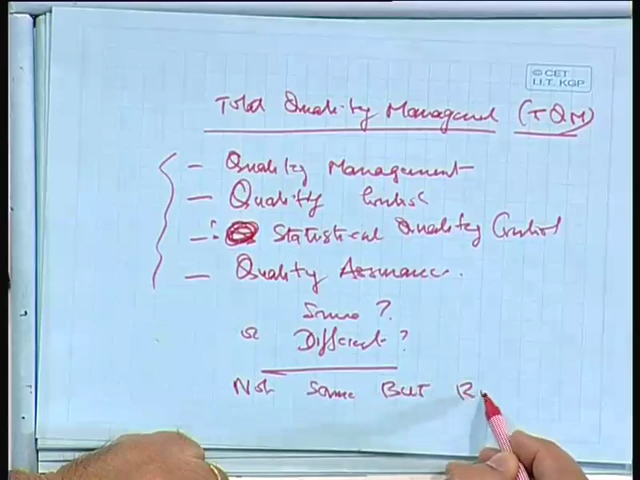 © CET
I.I.T. KGP
Total Quality Management (TQM)
– Quality Management
– Quality Control
– Statistical Quality Control
– Quality Assurance.
Same ?
or Different ?
Not Same But R